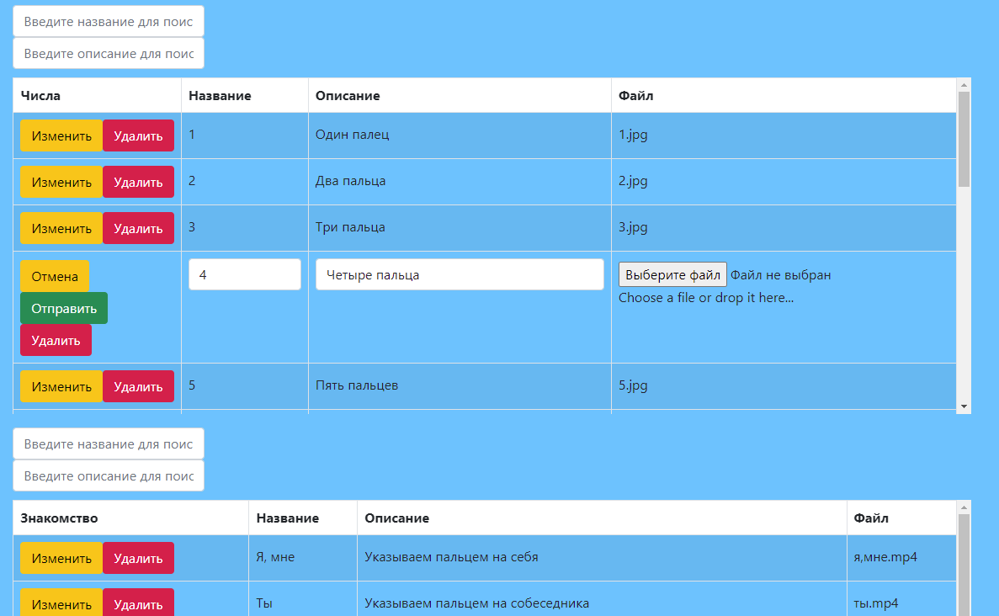 Введите название для поис
Введите описание для поис
Числа Название Описание Файл
Изменить Удалить 1 Один палец 1.jpg
Изменить Удалить 2 Два пальца 2.jpg
Изменить Удалить 3 Три пальца 3.jpg
Отмена 4 Четыре пальца Выберите файл Файл не выбран
Choose a file or drop it here...
Отправить
Удалить
Изменить Удалить 5 Пять пальцев 5.jpg
Введите название для поис
Введите описание для поис
Знакомство Название Описание Файл
Изменить Удалить Я, мне Указываем пальцем на себя я,мне.mp4
Изменить Удалить Ты Указываем пальцем на собеседника ты.mp4